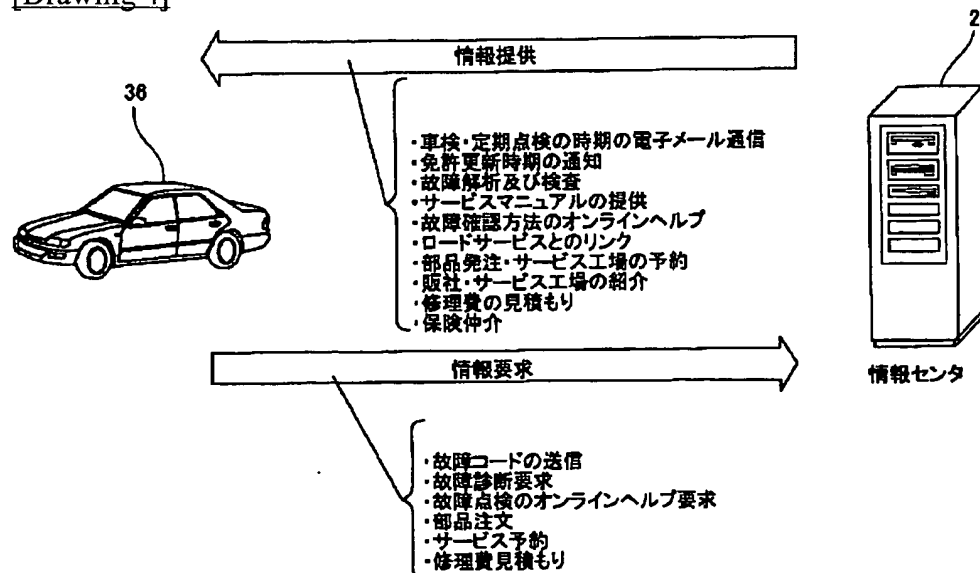 [Drawing 4]
2
情報提供
36
・車検・定期点検の時期の電子メール通信
・免許更新時期の通知
・故障解析及び検査
・サービスマニュアルの提供
・故障確認方法のオンラインヘルプ
・ロードサービスとのリンク
・部品発注・サービス工場の予約
・販社・サービス工場の紹介
・修理費の見積もり
・保険仲介
情報要求
情報センタ
・故障コードの送信
・故障診断要求
・故障点検のオンラインヘルプ要求
・部品注文
・サービス予約
・修理費見積もり